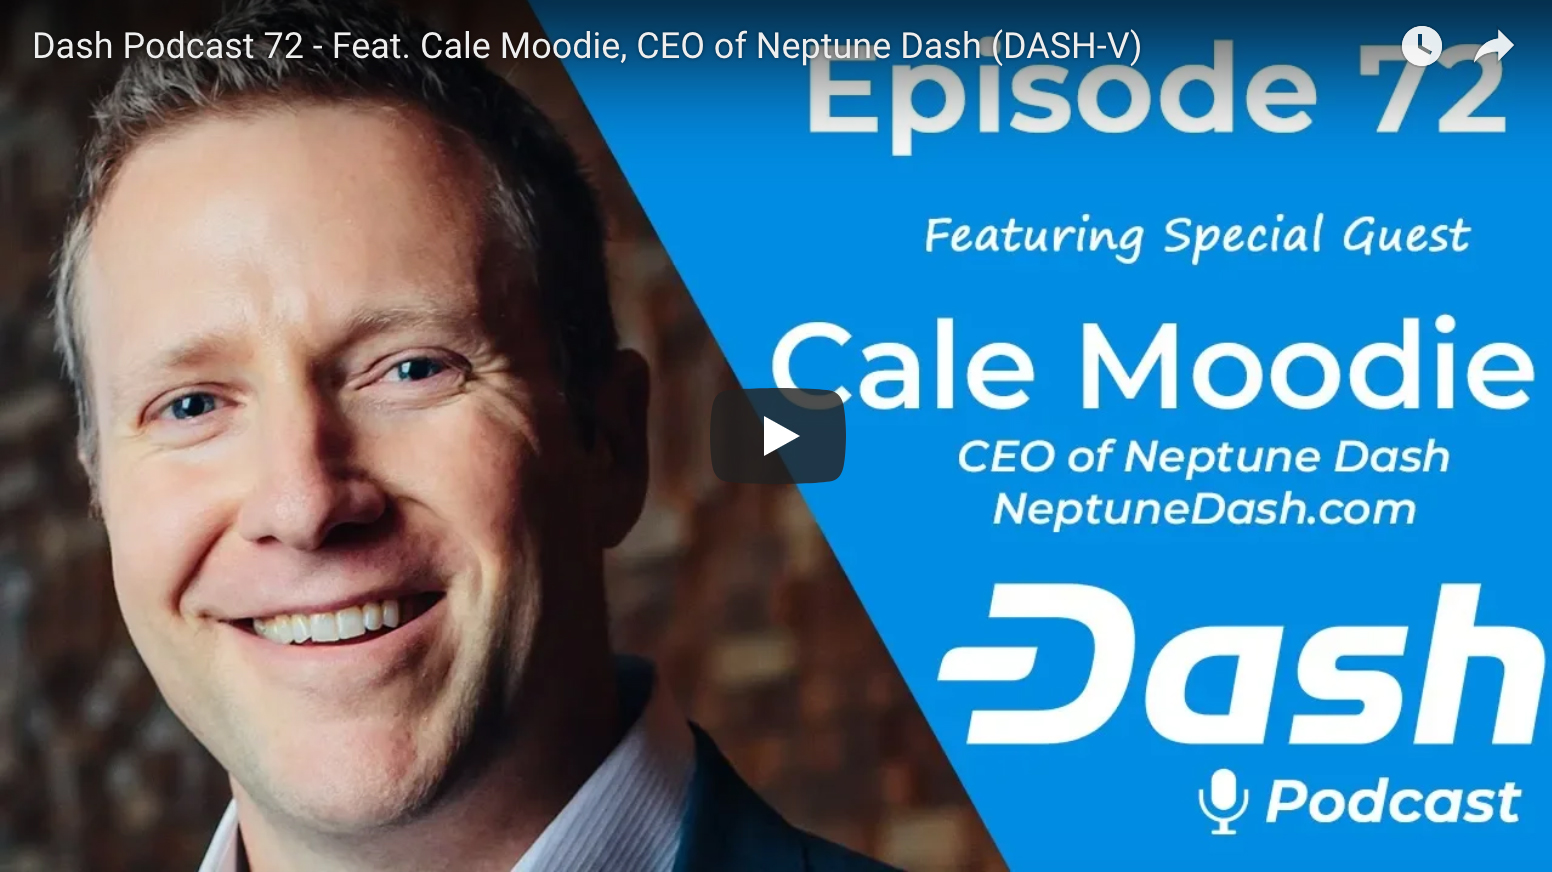 Dash Podcast 72 - Feat. Cale Moodie, CEO of Neptune Dash (DASH-V)
Episode 72
Featuring Special Guest
Cale Moodie
CEO of Neptune Dash
NeptuneDash.com
Dash
Podcast